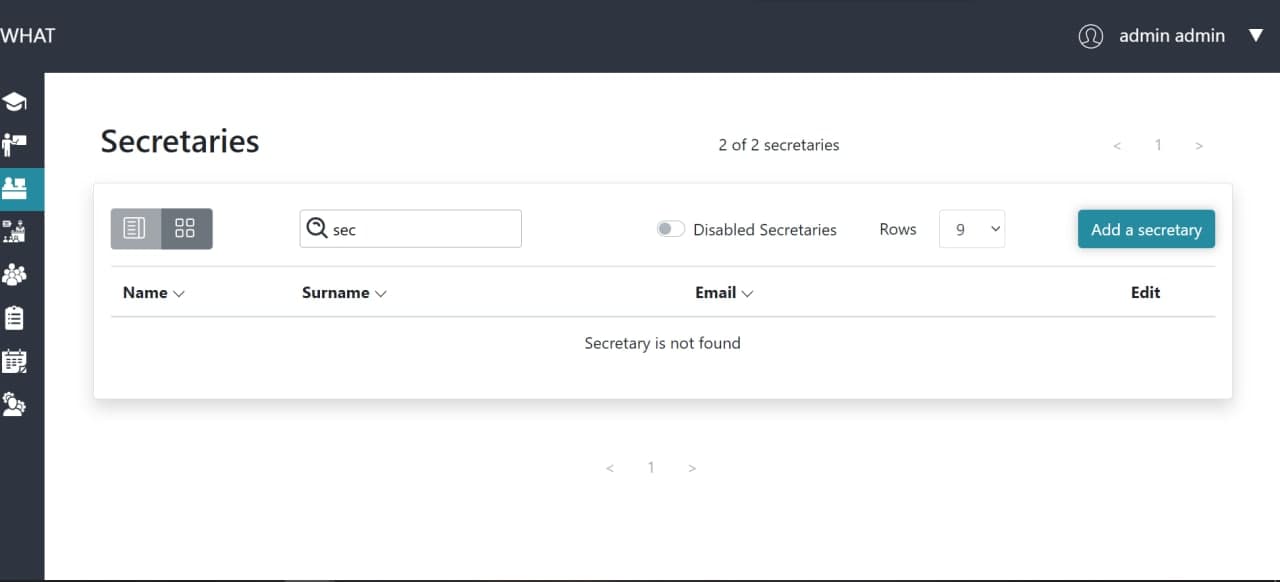 WHAT
admin admin
Secretaries
2 of 2 secretaries
< 1 >
sec
Disabled Secretaries
Rows
9
Add a secretary
Name Surname Email Edit
Secretary is not found
< 1 >